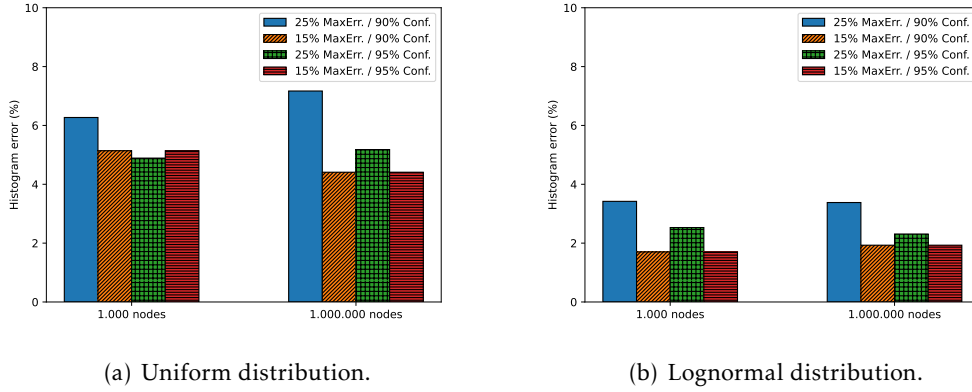 10
8
6
4
2
0
Histogram error (%)
25% MaxErr. / 90% Conf.
15% MaxErr. / 90% Conf.
25% MaxErr. / 95% Conf.
15% MaxErr. / 95% Conf.
1.000 nodes
1.000.000 nodes
(a) Uniform distribution.
10
8
6
4
2
0
Histogram error (%)
25% MaxErr. / 90% Conf.
15% MaxErr. / 90% Conf.
25% MaxErr. / 95% Conf.
15% MaxErr. / 95% Conf.
1.000 nodes
1.000.000 nodes
(b) Lognormal distribution.